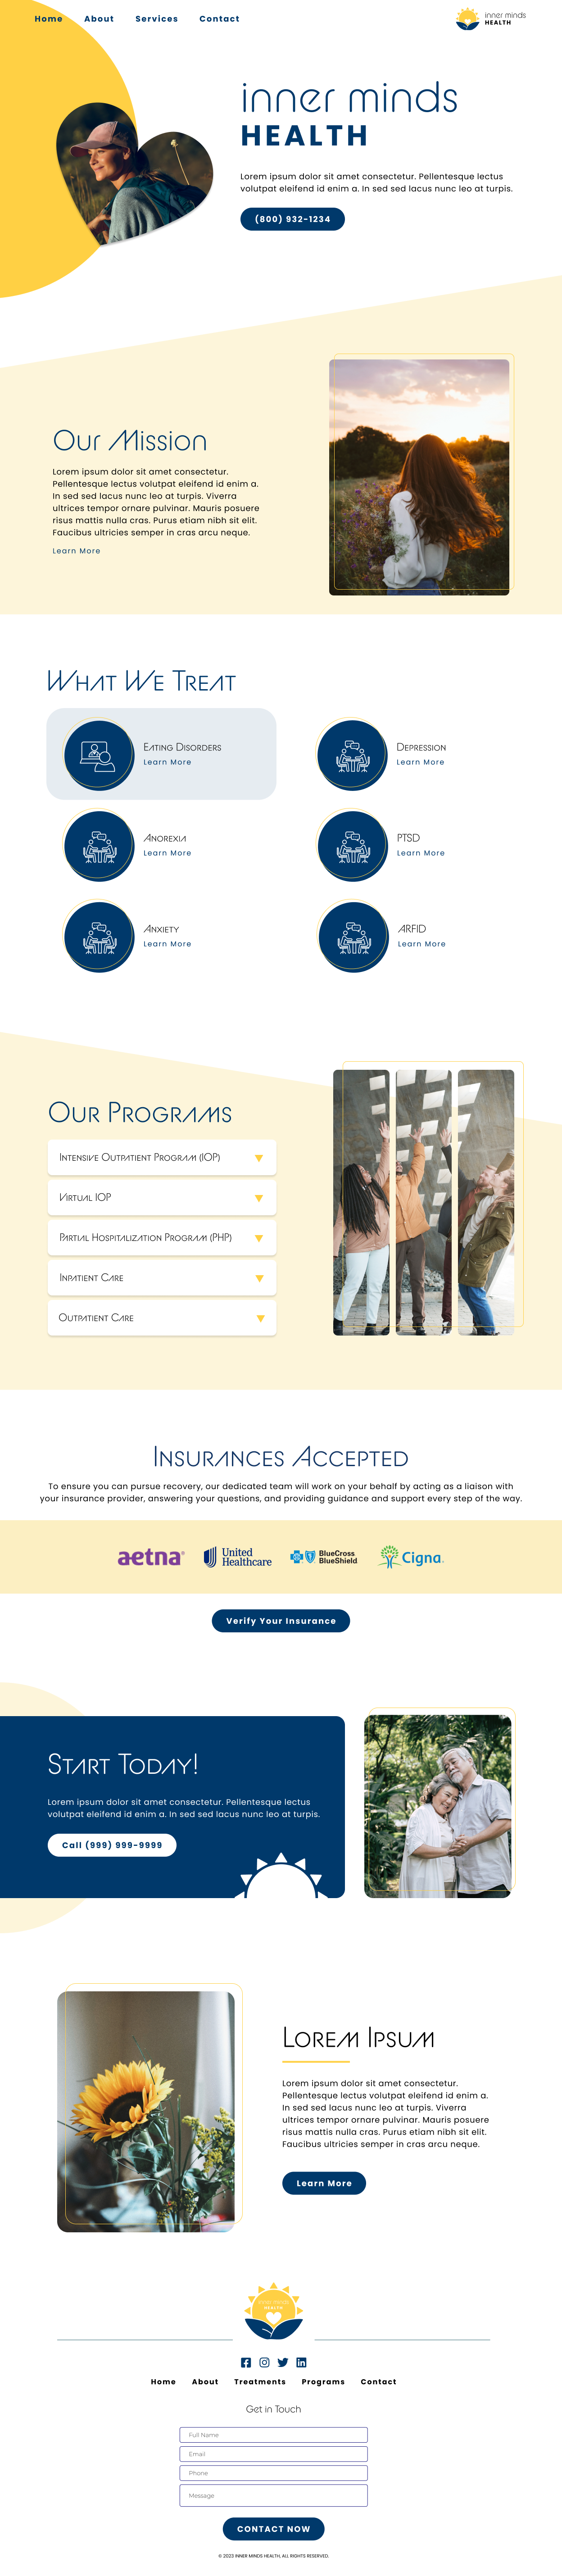 Home About Services Contact
inner minds
HEALTH
inner minds
HEALTH
Lorem ipsum dolor sit amet consectetur. Pellentesque lectus
volutpat eleifend id enim a. In sed sed lacus nunc leo at turpis.
(800) 932-1234
Our Mission
Lorem ipsum dolor sit amet consectetur.
Pellentesque lectus volutpat eleifend id enim a.
In sed sed lacus nunc leo at turpis. Viverra
ultrices tempor ornare pulvinar. Mauris posuere
risus mattis nulla cras. Purus etiam nibh sit elit.
Faucibus ultricies semper in cras arcu neque.
Learn More
What We Treat
Eating Disorders
Learn More
Depression
Learn More
Anorexia
Learn More
PTSD
Learn More
Anxiety
Learn More
ARFID
Learn More
Our Programs
Intensive Outpatient Program (IOP)
Virtual IOP
Partial Hospitalization Program (PHP)
Inpatient Care
Outpatient Care
Insurances Accepted
To ensure you can pursue recovery, our dedicated team will work on your behalf by acting as a liaison with
your insurance provider, answering your questions, and providing guidance and support every step of the way.
aetna®
United
Healthcare
BlueCross
BlueShield
Cigna.
Verify Your Insurance
Start Today!
Lorem ipsum dolor sit amet consectetur. Pellentesque lectus
volutpat eleifend id enim a. In sed sed lacus nunc leo at turpis.
Call (999) 999-9999
Lorem Ipsum
Lorem ipsum dolor sit amet consectetur.
Pellentesque lectus volutpat eleifend id enim a.
In sed sed lacus nunc leo at turpis. Viverra
ultrices tempor ornare pulvinar. Mauris posuere
risus mattis nulla cras. Purus etiam nibh sit elit.
Faucibus ultricies semper in cras arcu neque.
Learn More
inner minds
HEALTH
Home About Treatments Programs Contact
Get in Touch
Full Name
Email
Phone
Message
CONTACT NOW
© 2023 INNER MINDS HEALTH, ALL RIGHTS RESERVED.